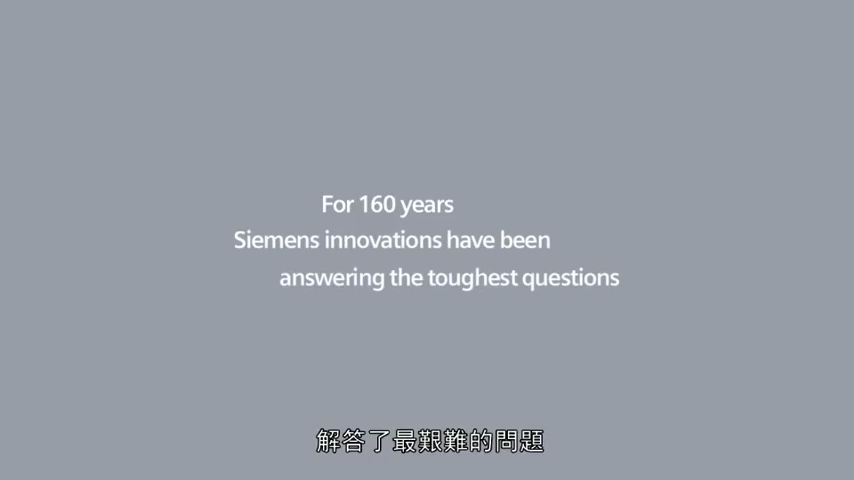 For 160 years
Siemens innovations have been
answering the toughest questions
解答了最艱難的問題